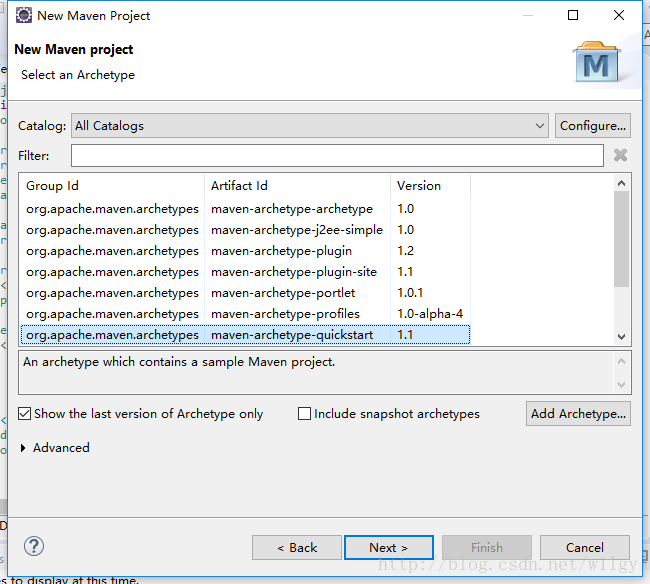 New Maven Project
New Maven project
Select an Archetype
M
Catalog: All Catalogs Configure...
Filter:
Group Id Artifact Id Version
org.apache.maven.archetypes maven-archetype-archetype 1.0
org.apache.maven.archetypes maven-archetype-j2ee-simple 1.0
org.apache.maven.archetypes maven-archetype-plugin 1.2
org.apache.maven.archetypes maven-archetype-plugin-site 1.1
org.apache.maven.archetypes maven-archetype-portlet 1.0.1
org.apache.maven.archetypes maven-archetype-profiles 1.0-alpha-4
org.apache.maven.archetypes maven-archetype-quickstart 1.1
An archetype which contains a sample Maven project.
Show the last version of Archetype only Include snapshot archetypes Add Archetype...
Advanced
? < Back Next > Finish Cancel
http://blog.csdn.net/wllgy
es to display at this time.